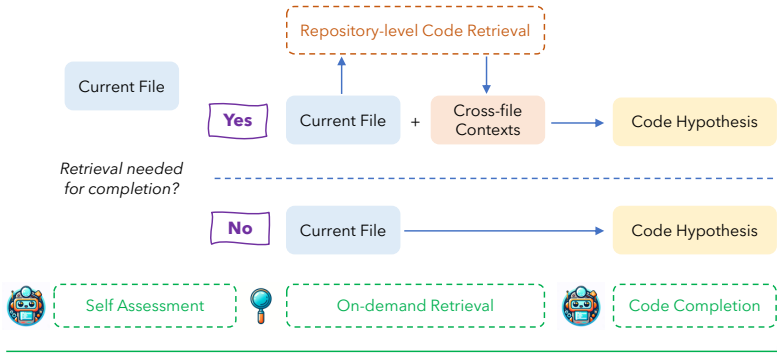 Repository-level Code Retrieval
Current File
Yes
Current File
+
Cross-file
Contexts
Code Hypothesis
Retrieval needed
for completion?
No
Current File
Code Hypothesis
Self Assessment
On-demand Retrieval
Code Completion